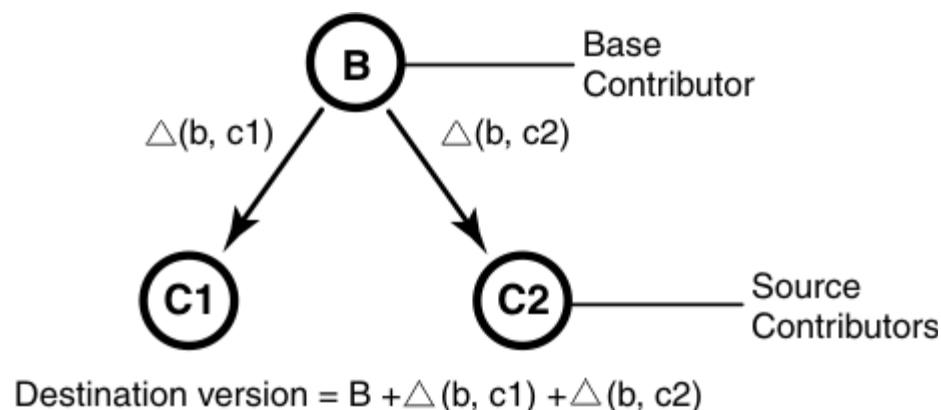 B
Base
Contributor
△(b, c1)
△(b, c2)
C1
C2
Source
Contributors
Destination version = B +△(b, c1) +△(b, c2)